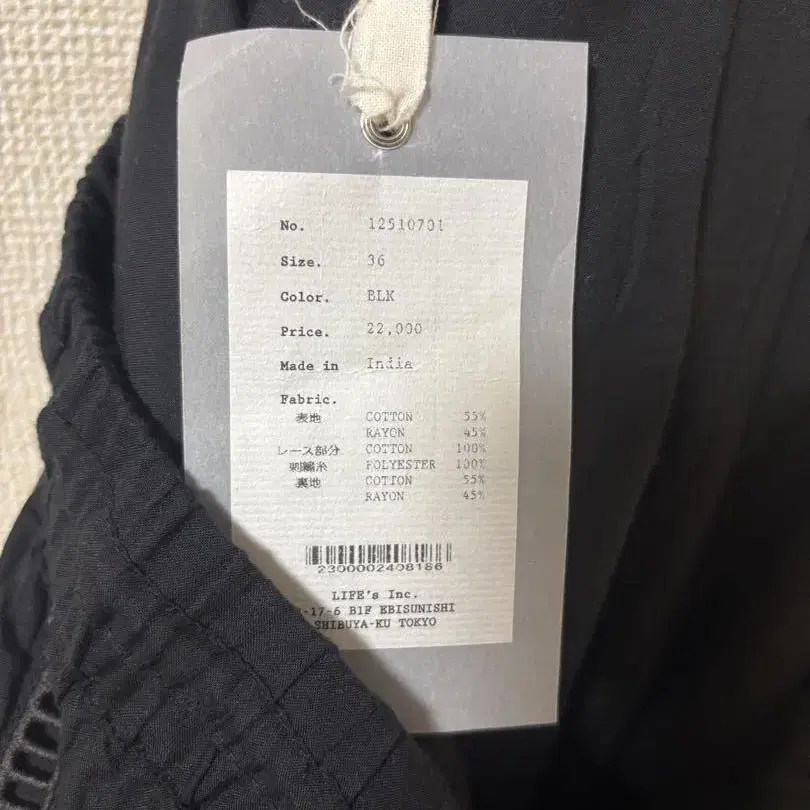 No. 12510701
Size. 36
Color. BLK
Price. 22,000
Made in India
Fabric.
表地 COTTON 55%
RAYON 45%
レース部分 COTTON 100%
刺繍糸 POLYESTER 100%
裏地 COTTON 55%
RAYON 45%
2300002408186
LIFE's Inc.
-17-6 B1F EBISUNISHI
SHIBUYA-KU TOKYO